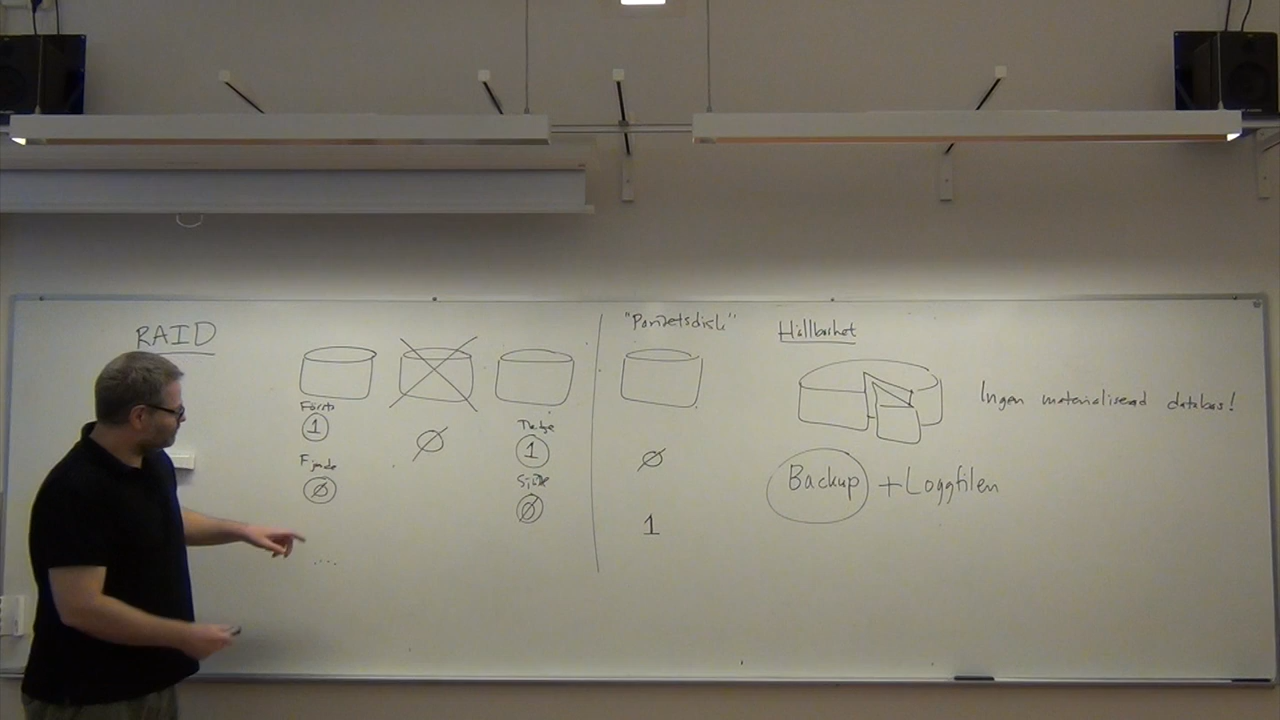 RAID
Första
1
Fjärde
Ø
....
Ø
Tredje
1
Sjätte
Ø
"Paritetsdisk"
Ø
1
Hållbarhet
Ingen materialiserad databas!
Backup + Loggfilen